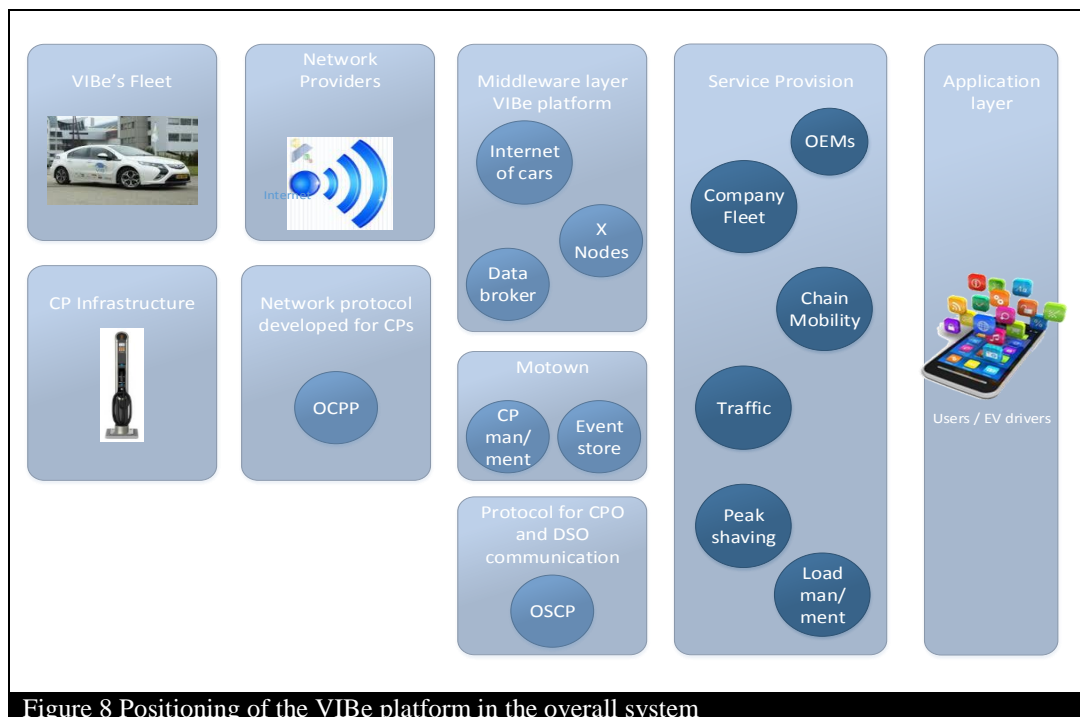 VIBe’s Fleet
Network
Providers
Internet
Middleware layer
VIBe platform
Internet
of cars
X
Nodes
Data
broker
Service Provision
OEMs
Company
Fleet
Chain
Mobility
Traffic
Peak
shaving
Load
man/
ment
Application
layer
Users / EV drivers
CP Infrastructure
Network protocol
developed for CPs
OCPP
Motown
CP
man/
ment
Event
store
Protocol for CPO
and DSO
communication
OSCP
Figure 8 Positioning of the VIBe platform in the overall system